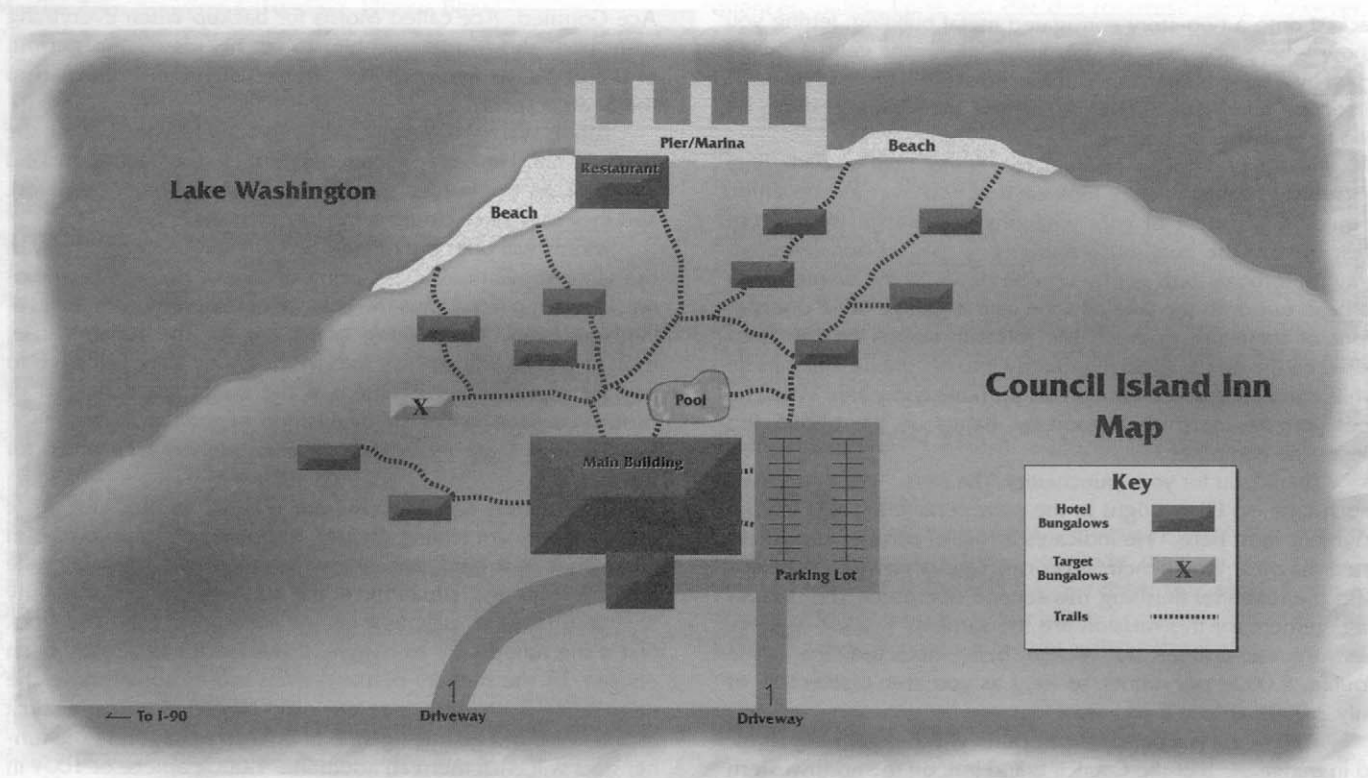 Pier/Marina
Beach
Restaurant
Lake Washington
Beach
Council Island Inn
Map
Pool
X
Main Building
Key
Hotel
Bungalows
Target
Bungalows
X
Trails
Parking Lot
1
1
← To I-90
Driveway
Driveway